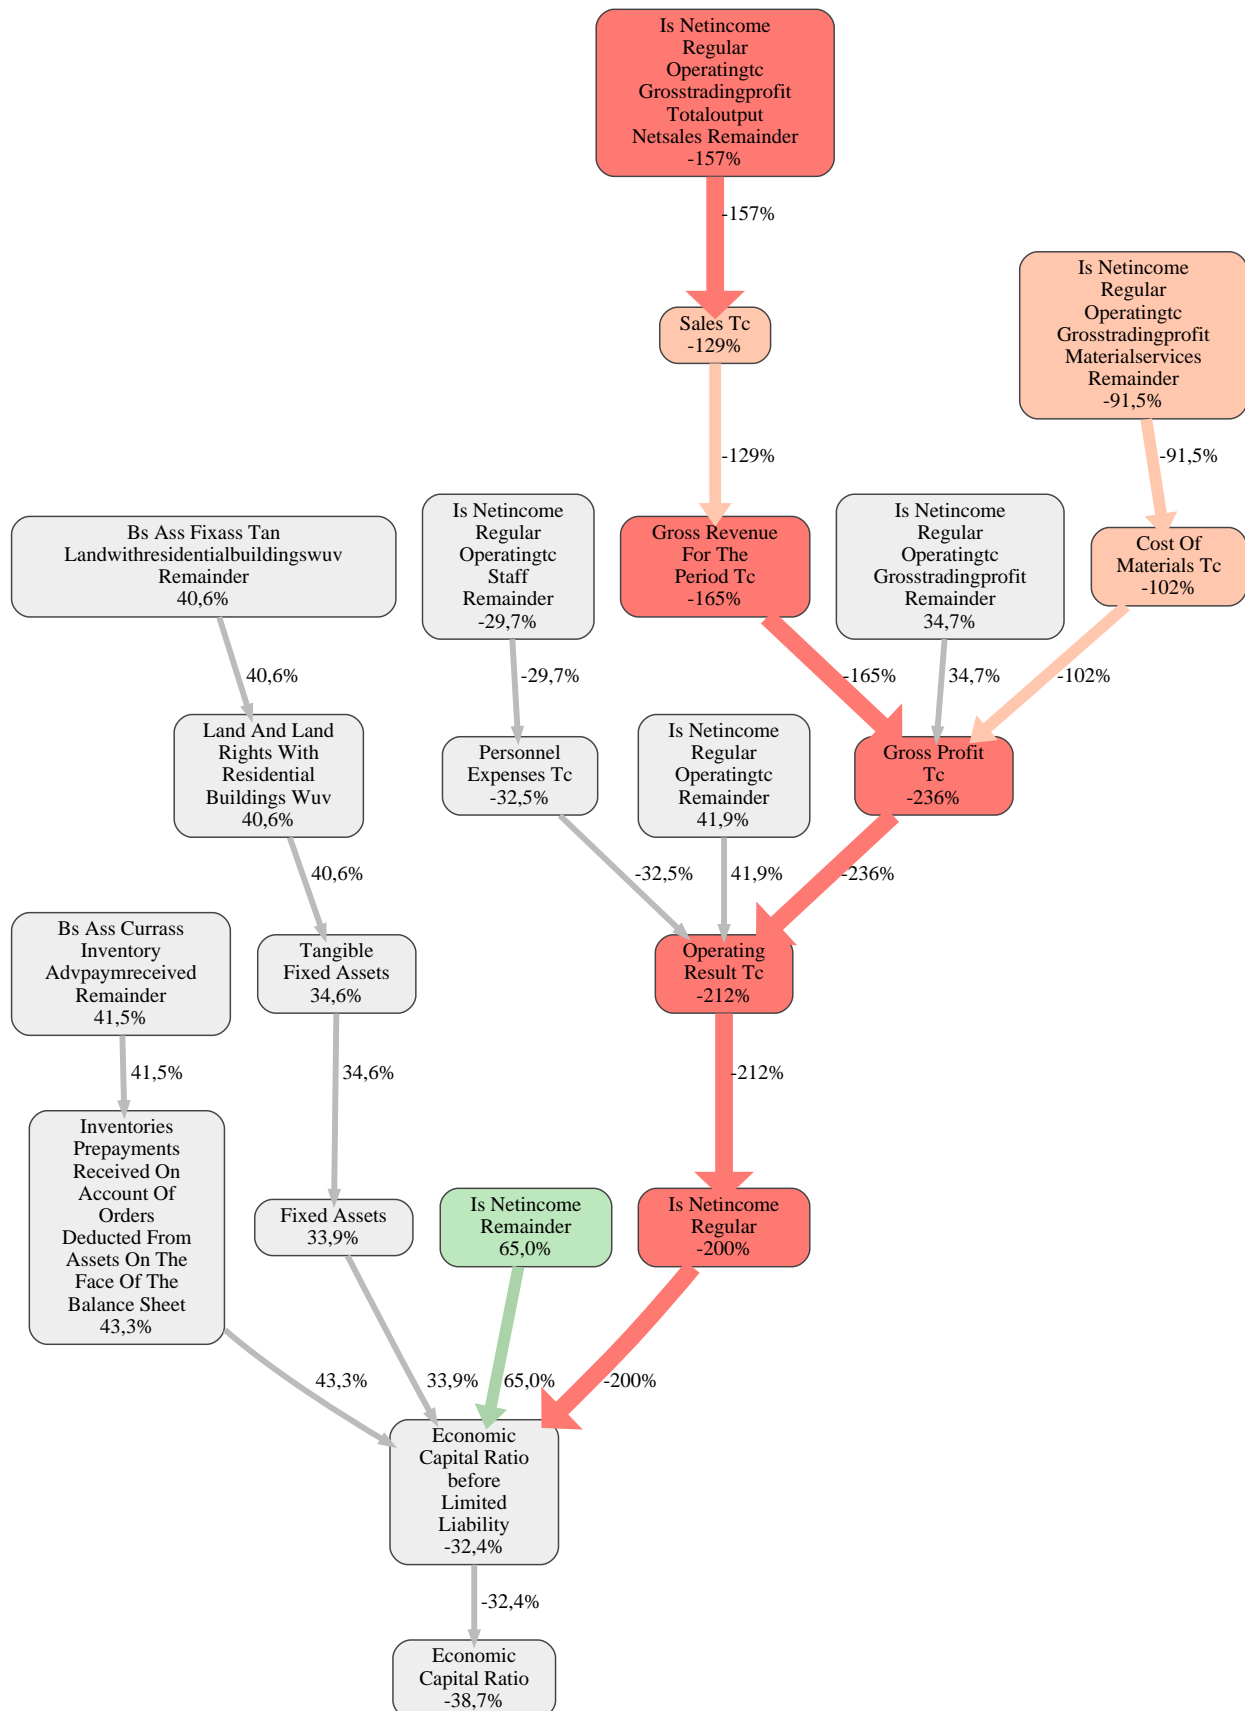 Is Netincome
Regular
Operatingtc
Grosstradingprofit
Totaloutput
Netsales Remainder
-157%
-157%
Is Netincome
Regular
Operatingtc
Grosstradingprofit
Materialservices
Remainder
-91,5%
Sales Tc
-129%
-129%
-91,5%
Bs Ass Fixass Tan
Landwithresidentialbuildingswuv
Remainder
40,6%
Is Netincome
Regular
Operatingtc
Staff
Remainder
-29,7%
Gross Revenue
For The
Period Tc
-165%
Is Netincome
Regular
Operatingtc
Grosstradingprofit
Remainder
34,7%
Cost Of
Materials Tc
-102%
40,6%
-29,7%
-165%
34,7%
-102%
Land And Land
Rights With
Residential
Buildings Wuv
40,6%
Personnel
Expenses Tc
-32,5%
Is Netincome
Regular
Operatingtc
Remainder
41,9%
Gross Profit
Tc
-236%
40,6%
-32,5%
41,9%
-236%
Bs Ass Currass
Inventory
Advpaymreceived
Remainder
41,5%
Tangible
Fixed Assets
34,6%
Operating
Result Tc
-212%
41,5%
34,6%
-212%
Inventories
Prepayments
Received On
Account Of
Orders
Deducted From
Assets On The
Face Of The
Balance Sheet
43,3%
Fixed Assets
33,9%
Is Netincome
Remainder
65,0%
Is Netincome
Regular
-200%
43,3%
33,9%
65,0%
-200%
Economic
Capital Ratio
before
Limited
Liability
-32,4%
-32,4%
Economic
Capital Ratio
-38,7%